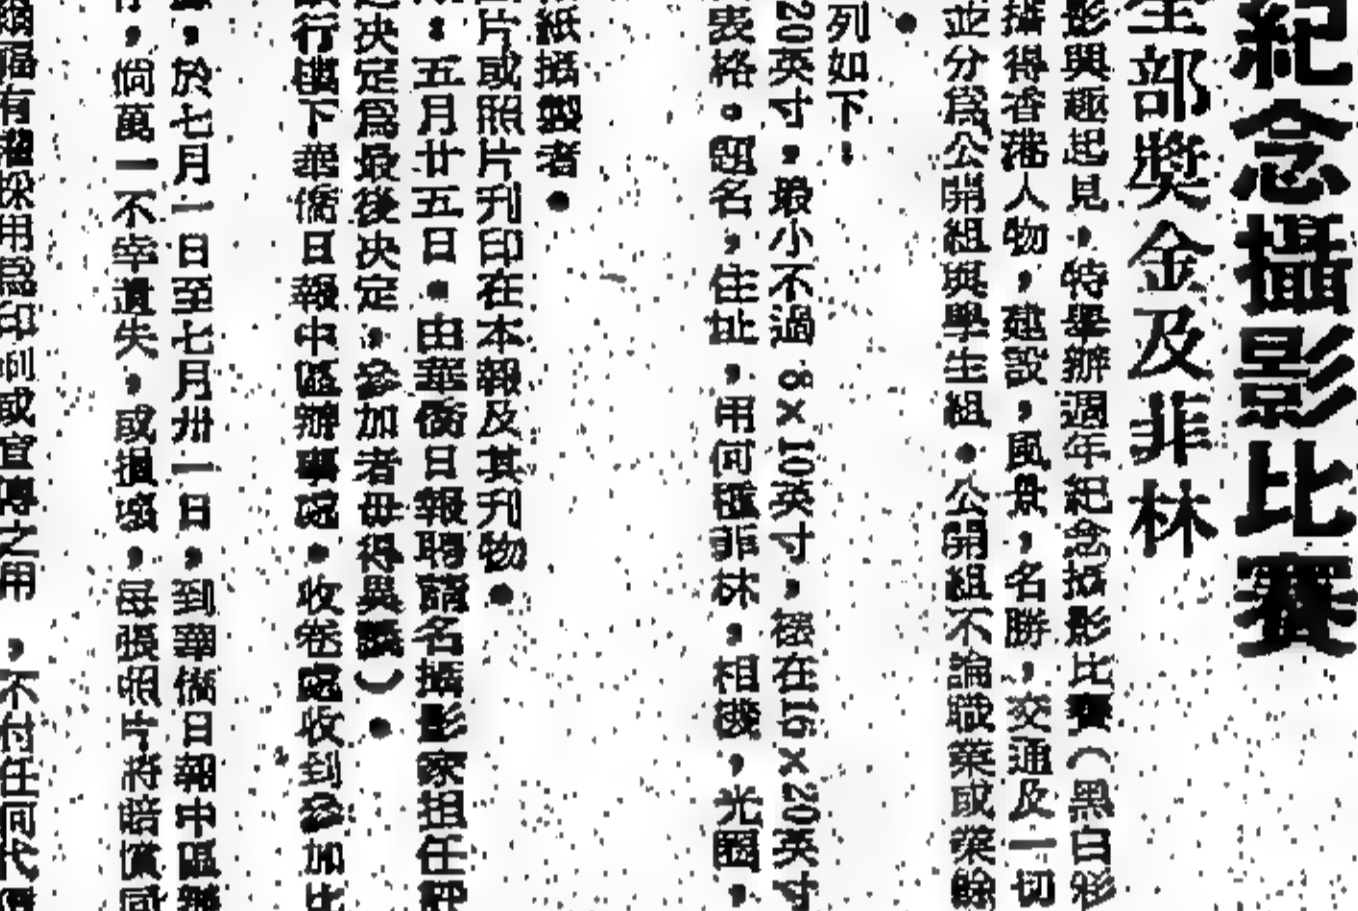 紀念攝影比賽
全部獎金及菲林
影興趣起見，特舉辦週年紀念攝影比賽（黑白彩
攝得香港人物，建設，風景，名勝，交通及一切
並分爲公開組與學生組。公開組不論職業或業餘
列如下：
20英寸，最小不過8×10英寸，裱在16×20英寸
表格。題名，住址，用何種菲林，相機，光圈，
紙攝製者。
片或照片刊印在本報及其刊物。
：五月廿五日。由華僑日報聘請名攝影家担任評
决定爲最後决定，參加者毋得異議）。
行樓下華僑日報中區辦事處。收卷處收到參加比
，於七月一日至七月卅一日，到華僑日報中區辦
，倘萬一不幸遺失，或損壞，每張照片將賠償同
福有權採用爲印刷或宣傳之用，不付任何代價